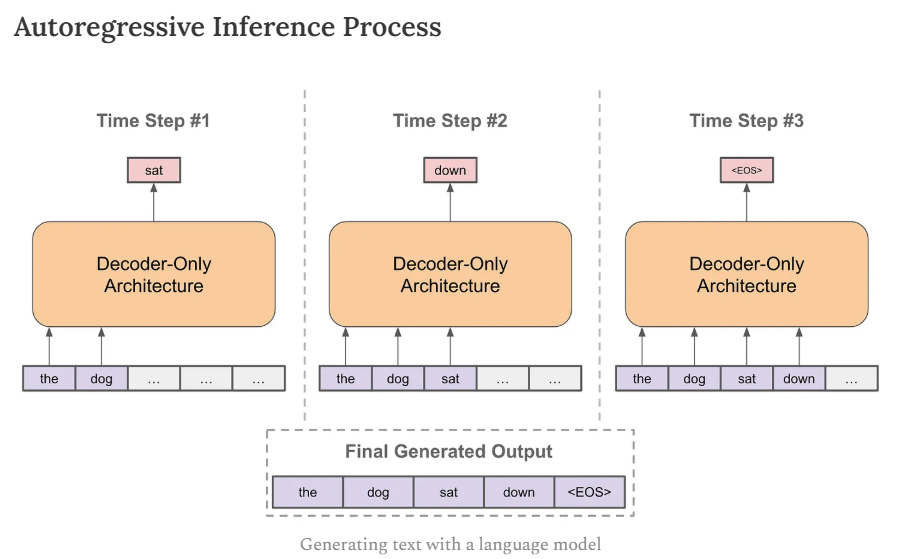 Autoregressive Inference Process
Time Step #1
Time Step #2
Time Step #3
sat
down
<EOS>
Decoder-Only
Architecture
Decoder-Only
Architecture
Decoder-Only
Architecture
the dog ... ... ...
the dog sat ... ...
the dog sat down ...
Final Generated Output
the dog sat down <EOS>
Generating text with a language model